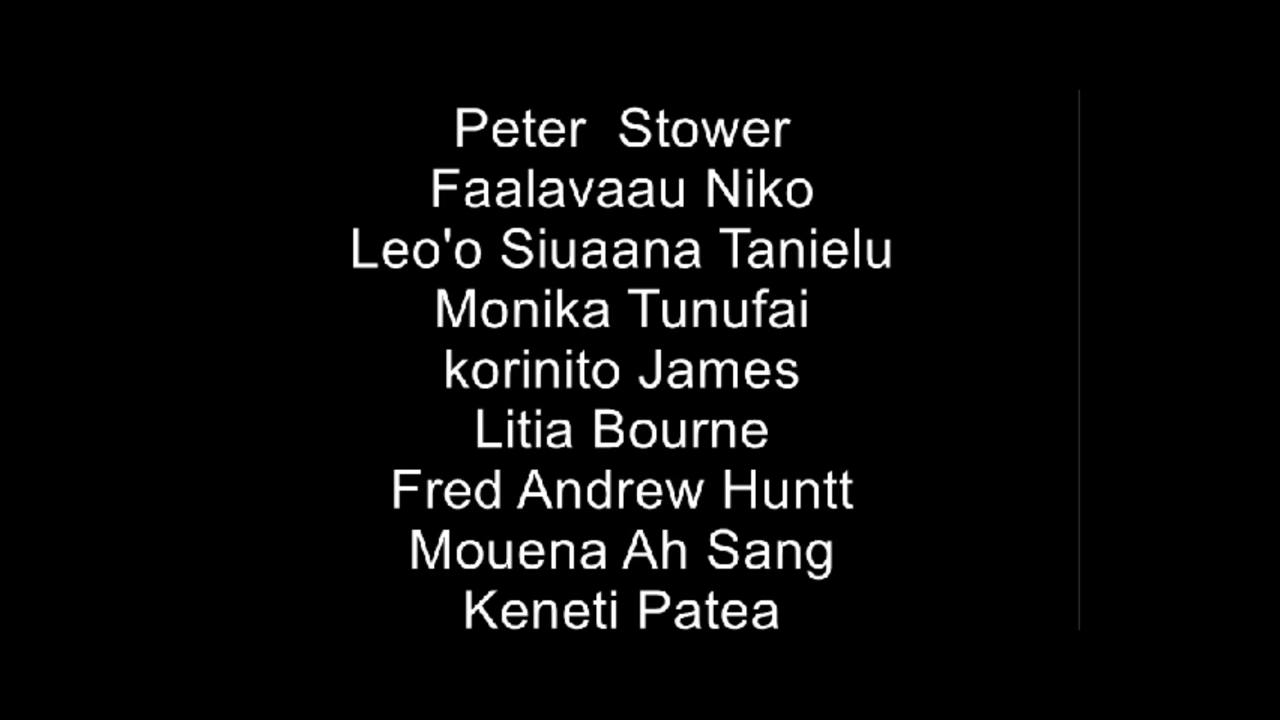 Peter  Stower
Faalavaau Niko
Leo'o Siuaana Tanielu
Monika Tunufai
korinito James
Litia Bourne
Fred Andrew Huntt
Mouena Ah Sang
Keneti Patea